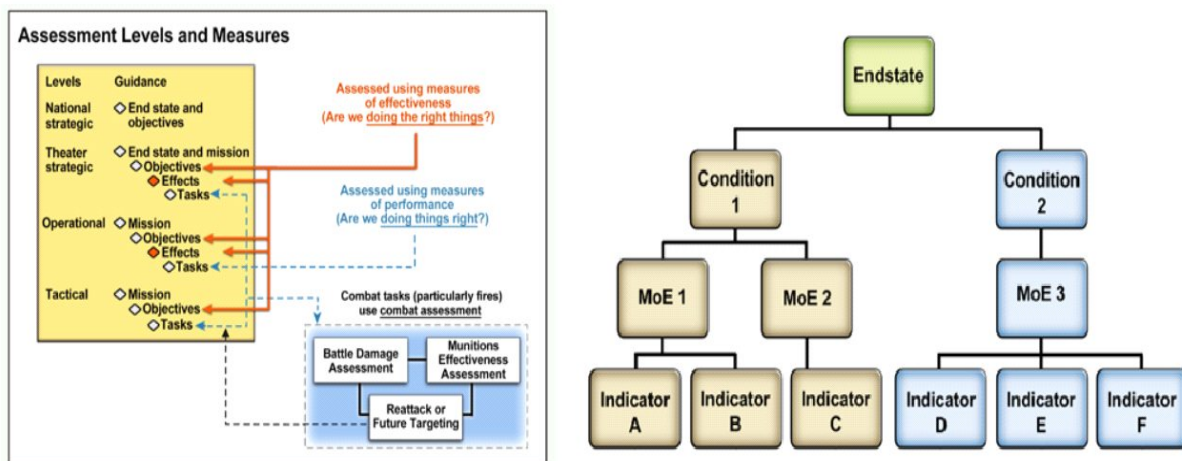 Assessment Levels and Measures
Levels Guidance
National strategic
End state and objectives
Theater strategic
End state and mission
Objectives
Effects
Tasks
Operational
Mission
Objectives
Effects
Tasks
Tactical
Mission
Objectives
Tasks
Assessed using measures
of effectiveness
(Are we doing the right things?)
Assessed using measures
of performance
(Are we doing things right?)
Combat tasks (particularly fires)
use combat assessment
Battle Damage
Assessment
Munitions
Effectiveness
Assessment
Reattack or
Future Targeting
Endstate
Condition
1
Condition
2
MoE 1
MoE 2
MoE 3
Indicator
A
Indicator
B
Indicator
C
Indicator
D
Indicator
E
Indicator
F